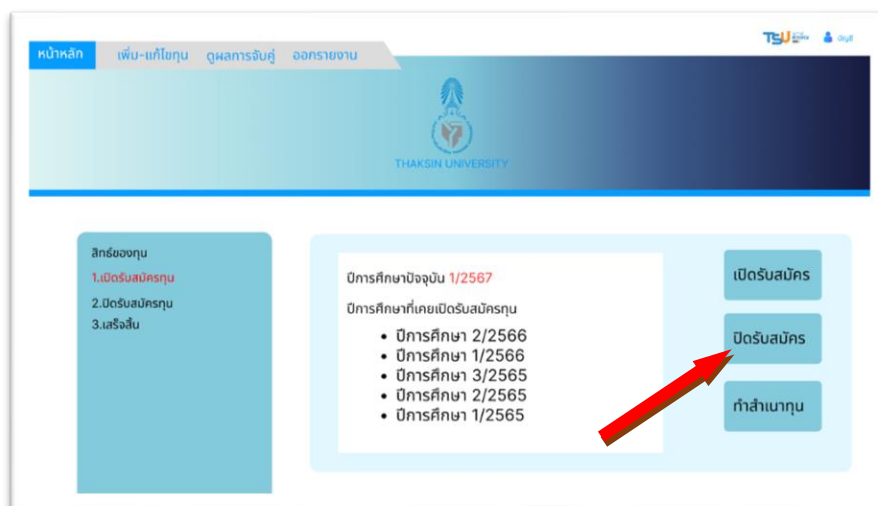 TSU
บัญชี
หน้าหลัก เพิ่ม-แก้ไขทุน ดูผลการจับคู่ ออกรายงาน
THAKSIN UNIVERSITY
สิทธ์ของทุน
1.เปิดรับสมัครทุน
2.ปิดรับสมัครทุน
3.เสร็จสิ้น
ปีการศึกษาปัจจุบัน 1/2567
ปีการศึกษาที่เคยเปิดรับสมัครทุน
• ปีการศึกษา 2/2566
• ปีการศึกษา 1/2566
• ปีการศึกษา 3/2565
• ปีการศึกษา 2/2565
• ปีการศึกษา 1/2565
เปิดรับสมัคร
ปิดรับสมัคร
ทำสำเนาทุน